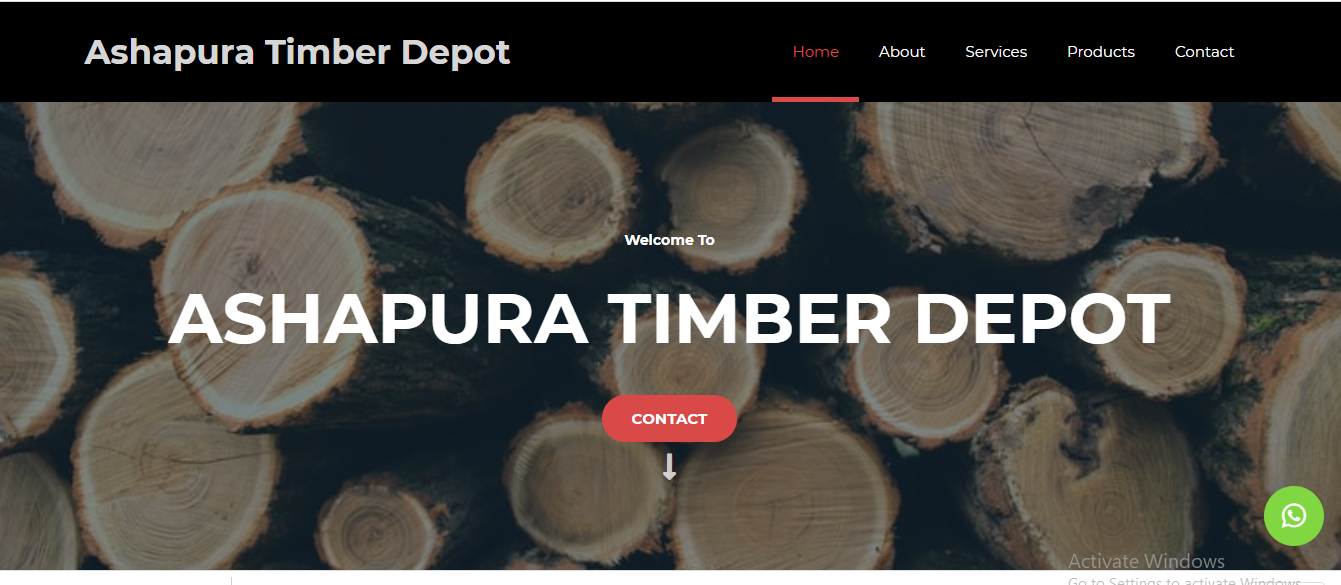 Ashapura Timber Depot
Home About Services Products Contact
Welcome To
ASHAPURA TIMBER DEPOT
CONTACT
Activate Windows
Go to Settings to activate Windows.